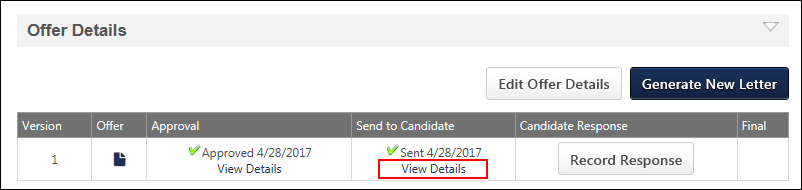 Offer Details
Edit Offer Details Generate New Letter
Version Offer Approval Send to Candidate Candidate Response Final
1 Approved 4/28/2017 Sent 4/28/2017 Record Response
View Details View Details